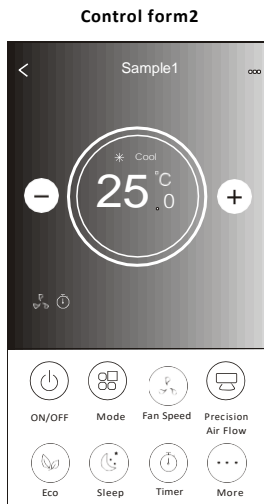 Control form2
Sample1
Cool
25 °C
.0
ON/OFF Mode Fan Speed Precision
Air Flow
Eco Sleep Timer More